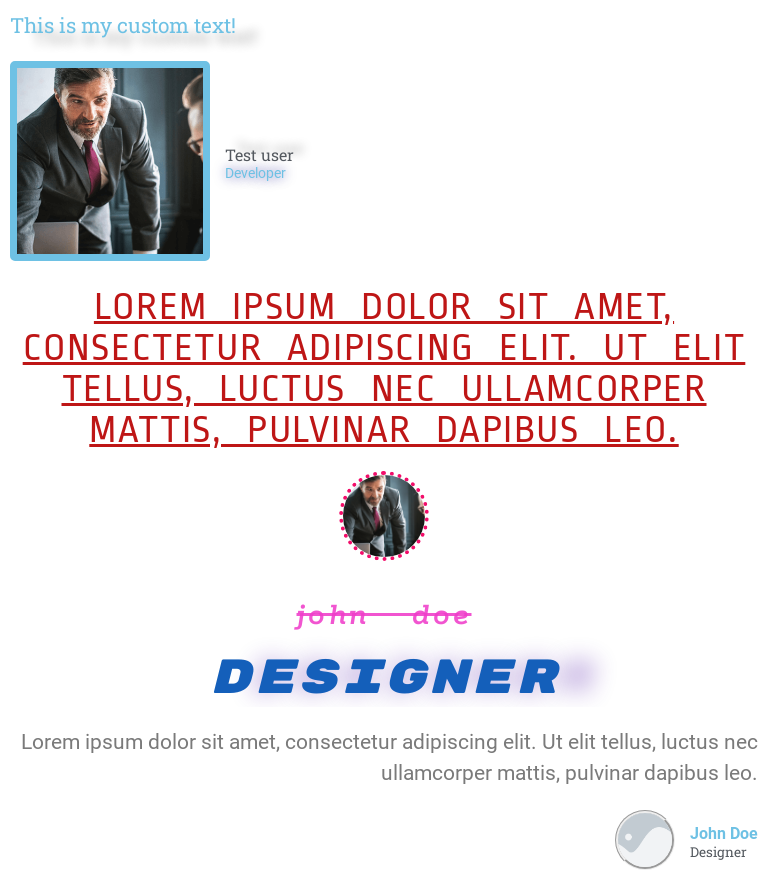 This is my custom text!
Test user
Developer
LOREM IPSUM DOLOR SIT AMET,
CONSECTETUR ADIPISCING ELIT. UT ELIT
TELLUS, LUCTUS NEC ULLAMCORPER
MATTIS, PULVINAR DAPIBUS LEO.
john doe
DESIGNER
Lorem ipsum dolor sit amet, consectetur adipiscing elit. Ut elit tellus, luctus nec
ullamcorper mattis, pulvinar dapibus leo.
John Doe
Designer